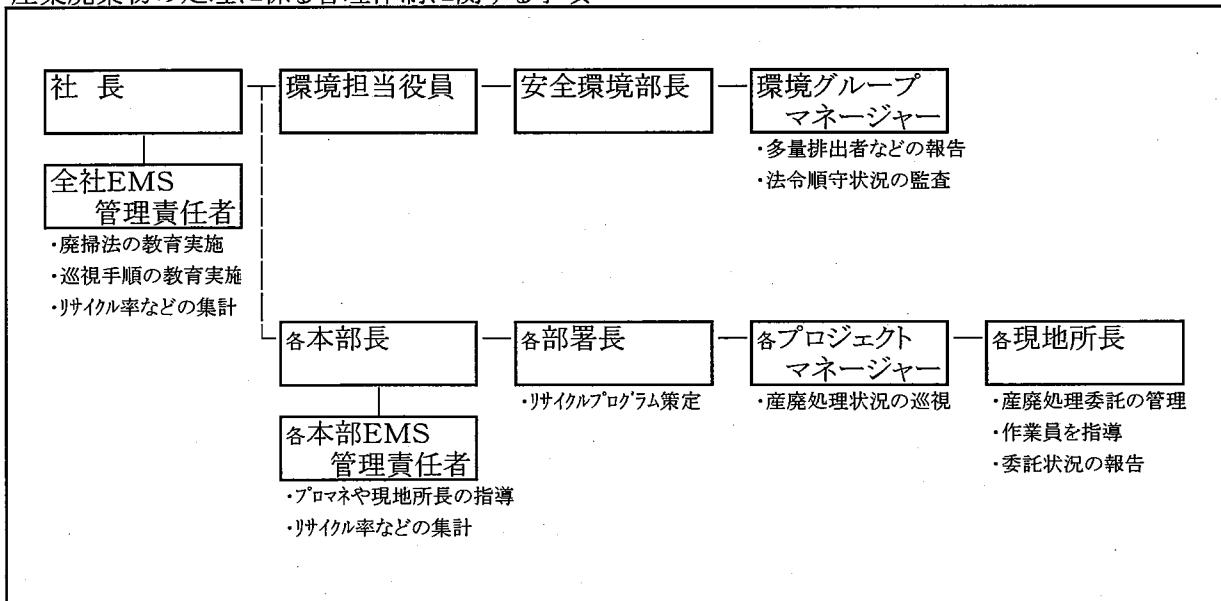 産業廃棄物の処理に係る管理体制に関する事項
社 長
環境担当役員
安全環境部長
環境グループ
マネージャー
・多量排出者などの報告
・法令順守状況の監査
全社EMS
管理責任者
・廃掃法の教育実施
・巡視手順の教育実施
・リサイクル率などの集計
各本部長
各部署長
・リサイクルプログラム策定
各プロジェクト
マネージャー
・産廃処理状況の巡視
各現地所長
・産廃処理委託の管理
・作業員を指導
・委託状況の報告
各本部EMS
管理責任者
・プロマネや現地所長の指導
・リサイクル率などの集計